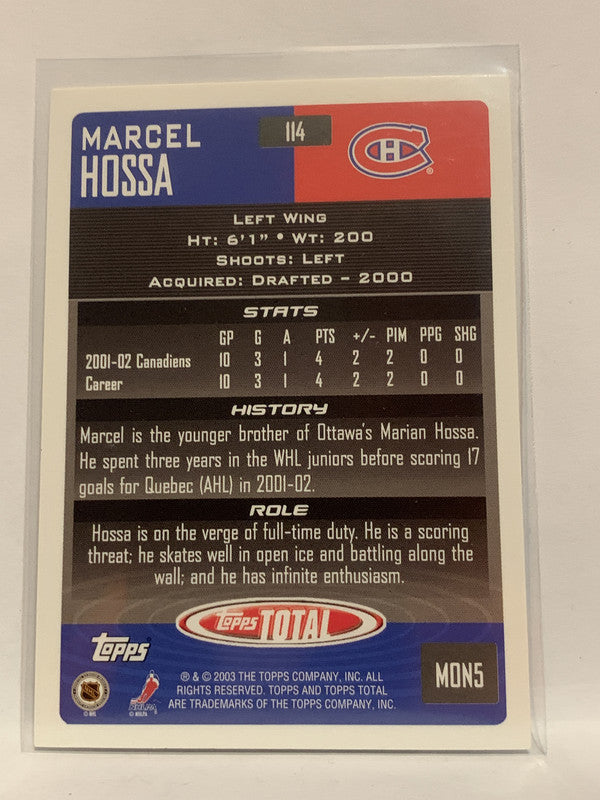 MARCEL
HOSSA
114
CH
®
LEFT WING
HT: 6'1" • WT: 200
SHOOTS: LEFT
ACQUIRED: DRAFTED – 2000
STATS
GP G A PTS +/- PIM PPG SHG
2001-02 Canadiens 10 3 1 4 2 2 0 0
Career 10 3 1 4 2 2 0 0
HISTORY
Marcel is the younger brother of Ottawa's Marian Hossa.
He spent three years in the WHL juniors before scoring 17
goals for Quebec (AHL) in 2001-02.
ROLE
Hossa is on the verge of full-time duty. He is a scoring
threat; he skates well in open ice and battling along the
wall; and he has infinite enthusiasm.
topps TOTAL
topps
MON5
® & © 2003 THE TOPPS COMPANY, INC. ALL
RIGHTS RESERVED. TOPPS AND TOPPS TOTAL
ARE TRADEMARKS OF THE TOPPS COMPANY, INC.
NHL
© NHL
NHLPA
© NHLPA